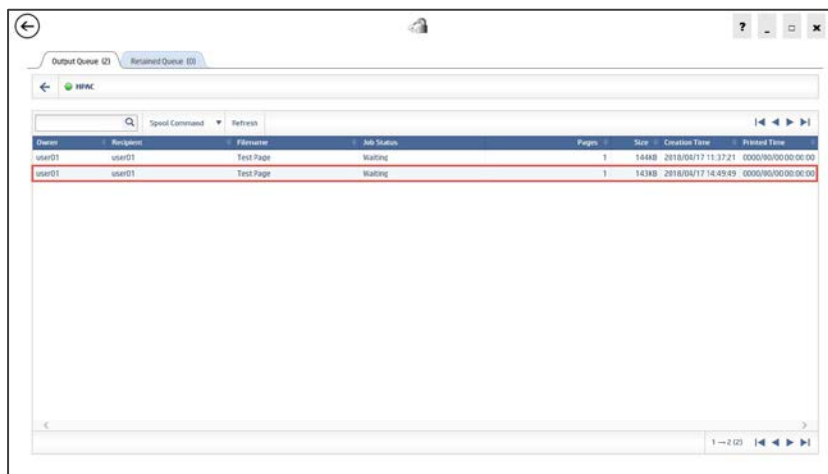 ? _ □ ×
Output Queue (2) Retained Queue (0)
HPAC
Spool Command Refresh
Owner Recipient Filename Job Status Pages Size Creation Time Printed Time
user01 user01 Test Page Waiting 1 144kB 2018/04/17 11:37:21 0000/00/00 00:00:00
user01 user01 Test Page Waiting 1 143kB 2018/04/17 14:49:49 0000/00/00 00:00:00
1 → 2 (2)